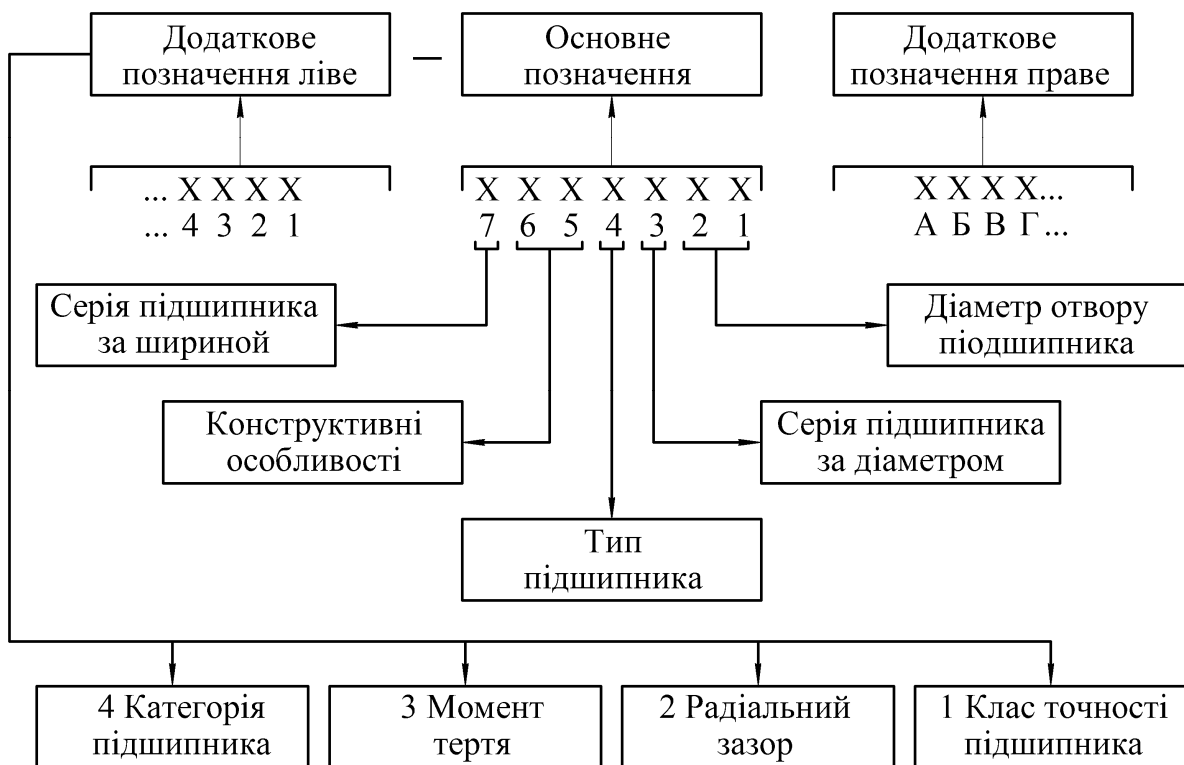 Додаткове
позначення ліве
—
Основне
позначення
Додаткове
позначення праве
... X X X X
... 4 3 2 1
X X X X X X X
7 6 5 4 3 2 1
X X X X...
А Б В Г ...
Серія підшипника
за шириной
Діаметр отвору
піодшипника
Конструктивні
особливості
Серія підшипника
за діаметром
Тип
підшипника
4 Категорія
підшипника
3 Момент
тертя
2 Радіальний
зазор
1 Клас точності
підшипника